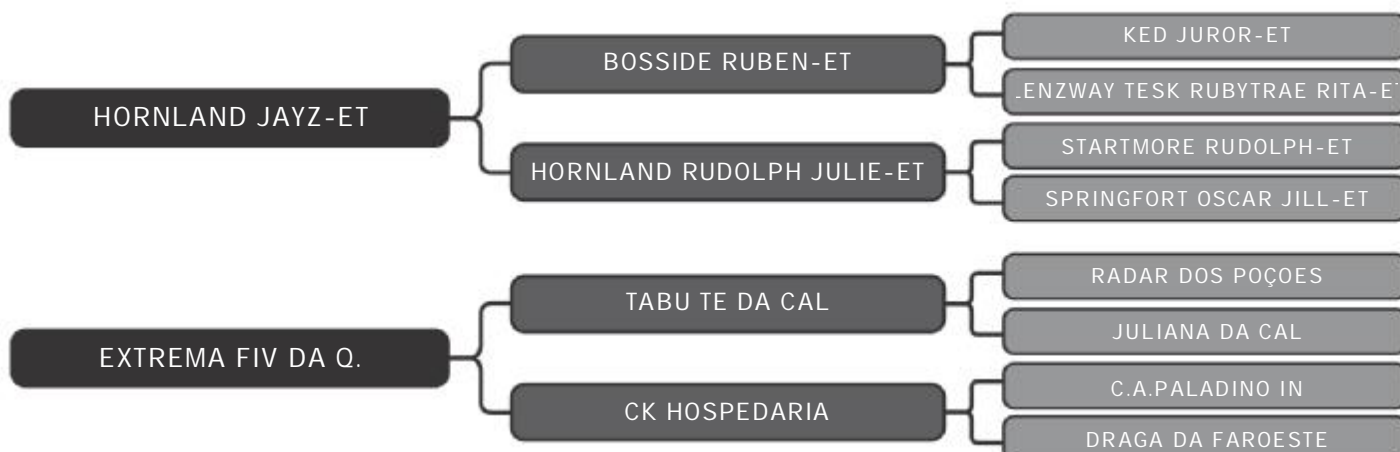 HORNLAND JAYZ-ET
BOSSIDE RUBEN-ET
KED JUROR-ET
ENZWAY TESK RUBYTRAE RITA-ET
HORNLAND RUDOLPH JULIE-ET
STARTMORE RUDOLPH-ET
SPRINGFORT OSCAR JILL-ET
EXTREMA FIV DA Q.
TABU TE DA CAL
RADAR DOS POÇOES
JULIANA DA CAL
CK HOSPEDARIA
C.A.PALADINO IN
DRAGA DA FAROESTE